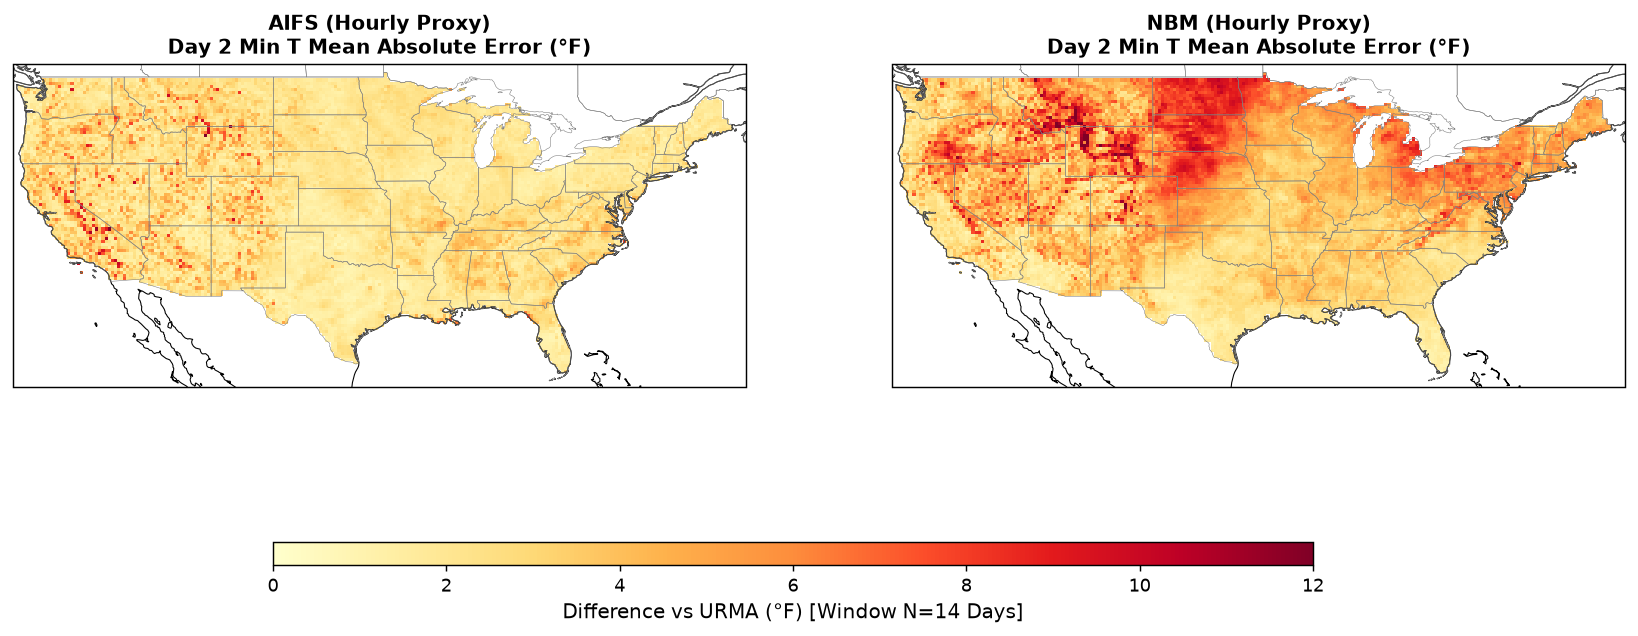 AIFS (Hourly Proxy)
Day 2 Min T Mean Absolute Error (°F)
NBM (Hourly Proxy)
Day 2 Min T Mean Absolute Error (°F)
0 2 4 6 8 10 12
Difference vs URMA (°F) [Window N=14 Days]